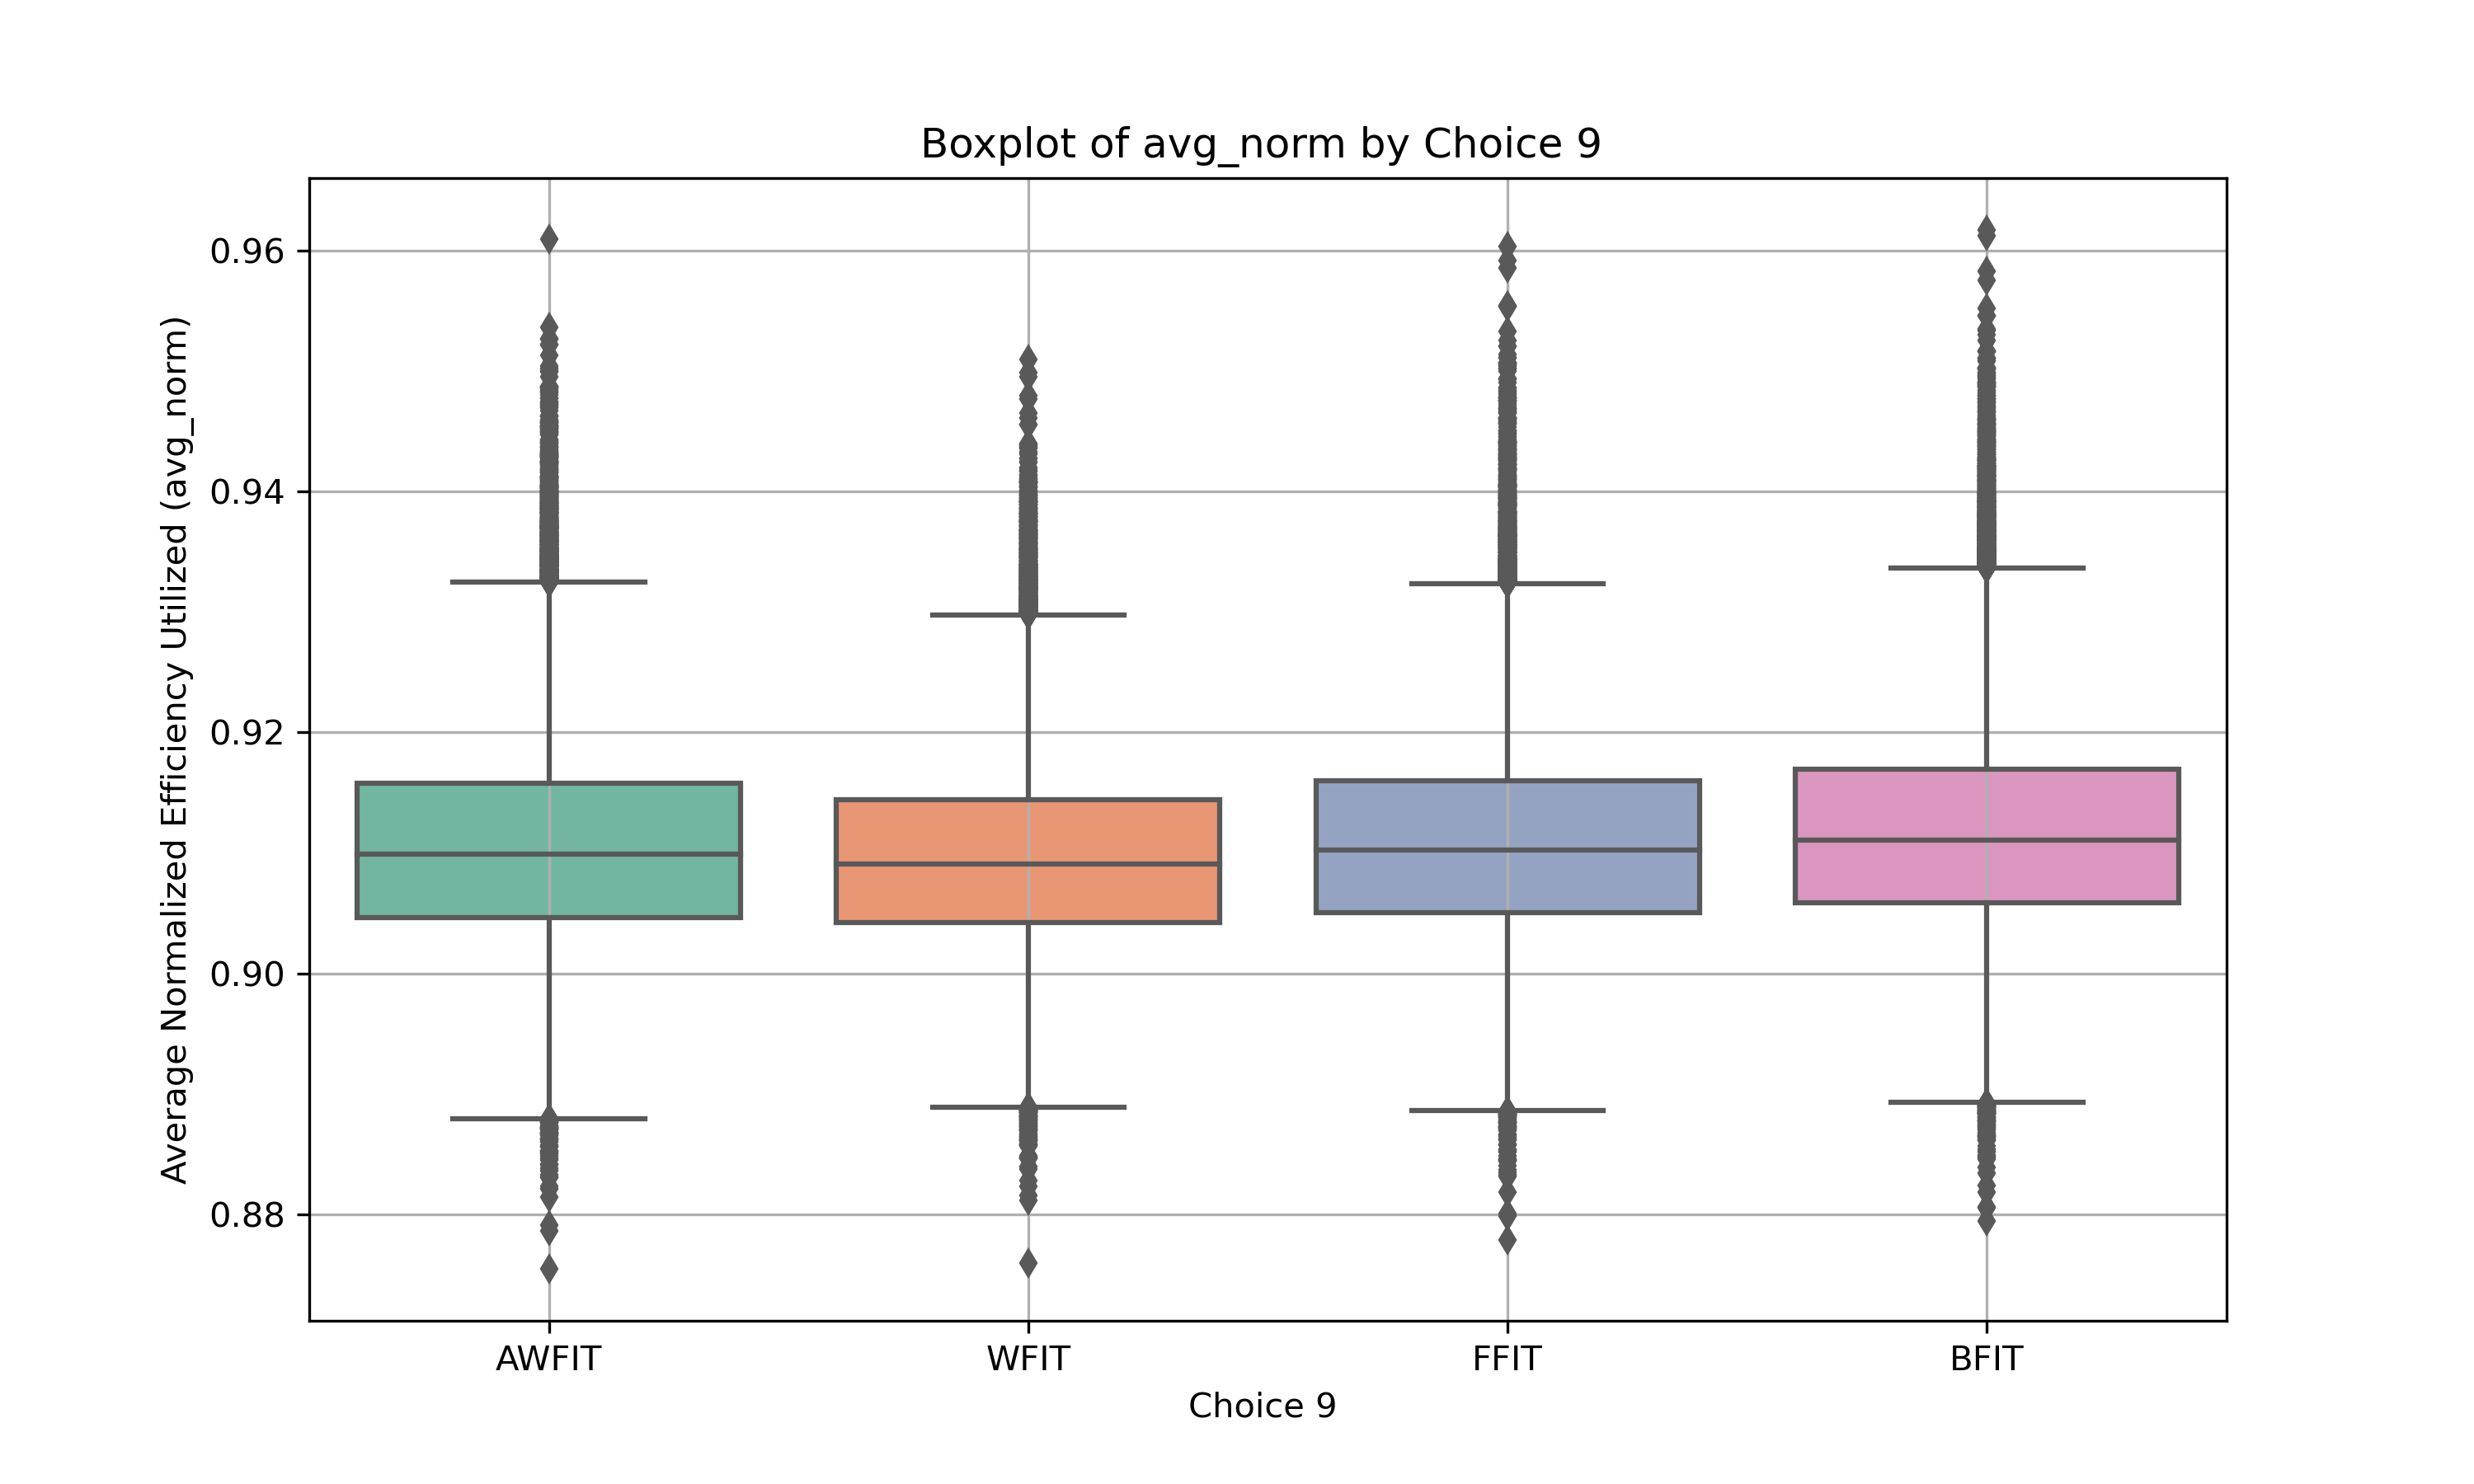 Boxplot of avg_norm by Choice 9
Average Normalized Efficiency Utilized (avg_norm)
0.96
0.94
0.92
0.90
0.88
AWFIT
WFIT
FFIT
BFIT
Choice 9